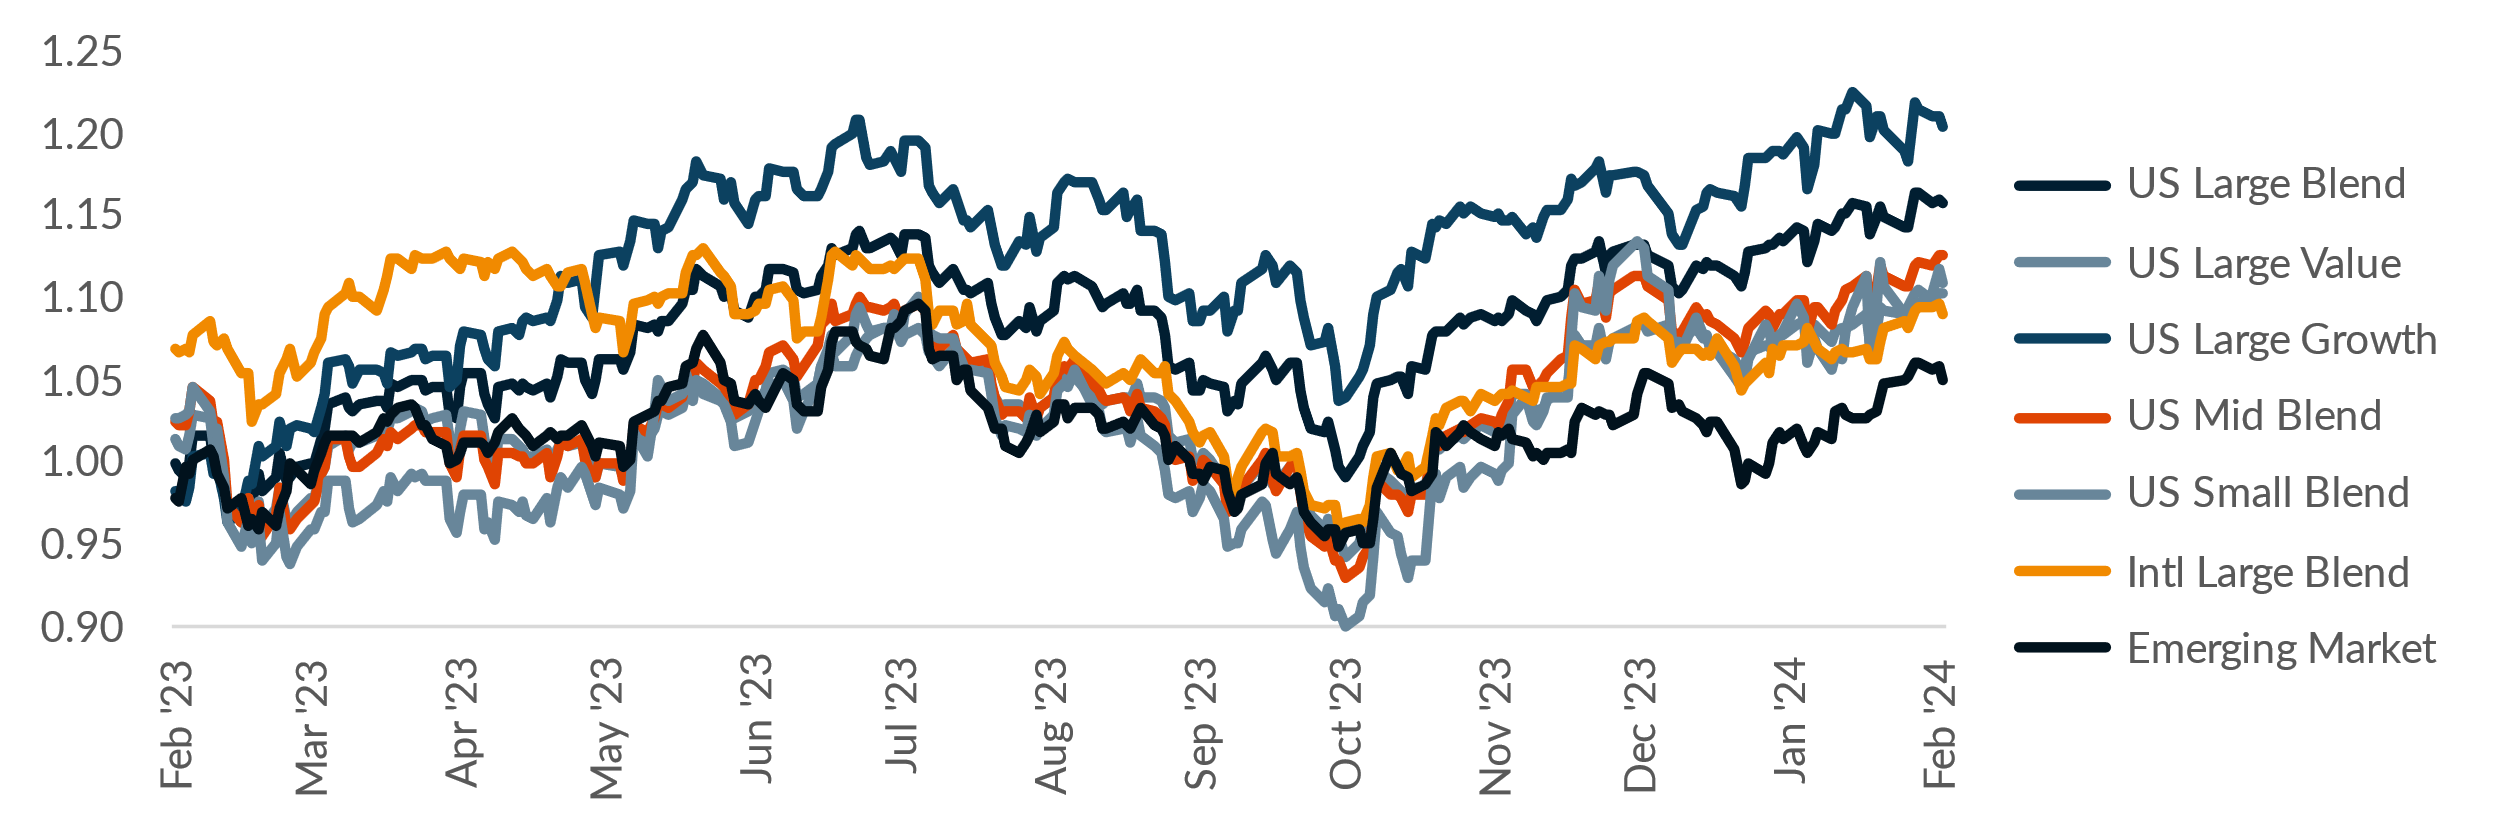 1.25
1.20
1.15
1.10
1.05
1.00
0.95
0.90
Feb '23
Mar '23
Apr '23
May '23
Jun '23
Jul '23
Aug '23
Sep '23
Oct '23
Nov '23
Dec '23
Jan '24
Feb '24
US Large Blend
US Large Value
US Large Growth
US Mid Blend
US Small Blend
Intl Large Blend
Emerging Market